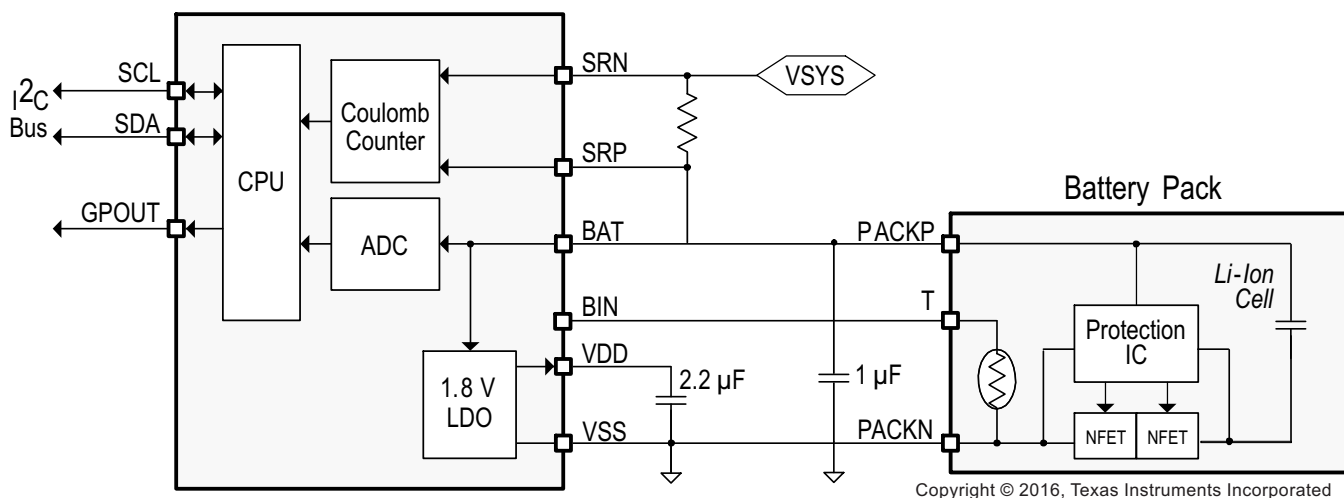 SCL
I2C
Bus
SDA
GPOUT
CPU
Coulomb
Counter
ADC
1.8 V
LDO
SRN
VSYS
SRP
BAT
BIN
VDD
2.2 µF
VSS
1 µF
Battery Pack
PACKP
T
PACKN
Li-Ion
Cell
Protection
IC
NFET
NFET
Copyright © 2016, Texas Instruments Incorporated